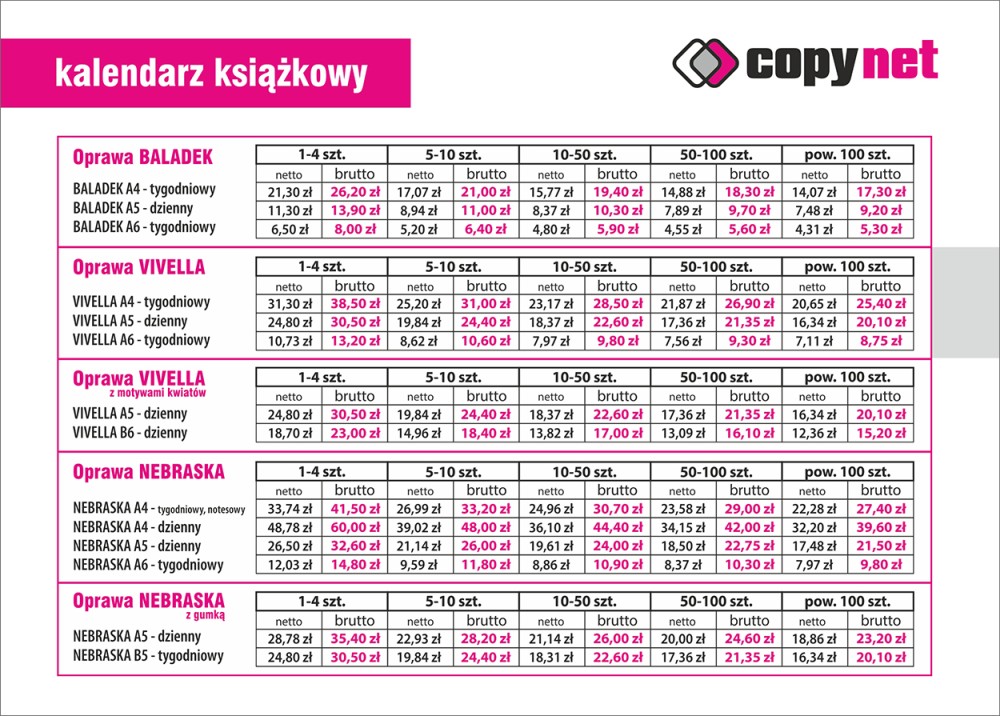 kalendarz książkowy
copynet
Oprawa BALADEK 1-4 szt. 5-10 szt. 10-50 szt. 50-100 szt. pow. 100 szt.
netto brutto netto brutto netto brutto netto brutto netto brutto
BALADEK A4 - tygodniowy 21,30 zł 26,20 zł 17,07 zł 21,00 zł 15,77 zł 19,40 zł 14,88 zł 18,30 zł 14,07 zł 17,30 zł
BALADEK A5 - dzienny 11,30 zł 13,90 zł 8,94 zł 11,00 zł 8,37 zł 10,30 zł 7,89 zł 9,70 zł 7,48 zł 9,20 zł
BALADEK A6 - tygodniowy 6,50 zł 8,00 zł 5,20 zł 6,40 zł 4,80 zł 5,90 zł 4,55 zł 5,60 zł 4,31 zł 5,30 zł
Oprawa VIVELLA 1-4 szt. 5-10 szt. 10-50 szt. 50-100 szt. pow. 100 szt.
netto brutto netto brutto netto brutto netto brutto netto brutto
VIVELLA A4 - tygodniowy 31,30 zł 38,50 zł 25,20 zł 31,00 zł 23,17 zł 28,50 zł 21,87 zł 26,90 zł 20,65 zł 25,40 zł
VIVELLA A5 - dzienny 24,80 zł 30,50 zł 19,84 zł 24,40 zł 18,37 zł 22,60 zł 17,36 zł 21,35 zł 16,34 zł 20,10 zł
VIVELLA A6 - tygodniowy 10,73 zł 13,20 zł 8,62 zł 10,60 zł 7,97 zł 9,80 zł 7,56 zł 9,30 zł 7,11 zł 8,75 zł
Oprawa VIVELLA 1-4 szt. 5-10 szt. 10-50 szt. 50-100 szt. pow. 100 szt.
z motywami kwiatów netto brutto netto brutto netto brutto netto brutto netto brutto
VIVELLA A5 - dzienny 24,80 zł 30,50 zł 19,84 zł 24,40 zł 18,37 zł 22,60 zł 17,36 zł 21,35 zł 16,34 zł 20,10 zł
VIVELLA B6 - dzienny 18,70 zł 23,00 zł 14,96 zł 18,40 zł 13,82 zł 17,00 zł 13,09 zł 16,10 zł 12,36 zł 15,20 zł
Oprawa NEBRASKA 1-4 szt. 5-10 szt. 10-50 szt. 50-100 szt. pow. 100 szt.
netto brutto netto brutto netto brutto netto brutto netto brutto
NEBRASKA A4 - tygodniowy, notesowy 33,74 zł 41,50 zł 26,99 zł 33,20 zł 24,96 zł 30,70 zł 23,58 zł 29,00 zł 22,28 zł 27,40 zł
NEBRASKA A4 - dzienny 48,78 zł 60,00 zł 39,02 zł 48,00 zł 36,10 zł 44,40 zł 34,15 zł 42,00 zł 32,20 zł 39,60 zł
NEBRASKA A5 - dzienny 26,50 zł 32,60 zł 21,14 zł 26,00 zł 19,61 zł 24,00 zł 18,50 zł 22,75 zł 17,48 zł 21,50 zł
NEBRASKA A6 - tygodniowy 12,03 zł 14,80 zł 9,59 zł 11,80 zł 8,86 zł 10,90 zł 8,37 zł 10,30 zł 7,97 zł 9,80 zł
Oprawa NEBRASKA 1-4 szt. 5-10 szt. 10-50 szt. 50-100 szt. pow. 100 szt.
z gumką netto brutto netto brutto netto brutto netto brutto netto brutto
NEBRASKA A5 - dzienny 28,78 zł 35,40 zł 22,93 zł 28,20 zł 21,14 zł 26,00 zł 20,00 zł 24,60 zł 18,86 zł 23,20 zł
NEBRASKA B5 - tygodniowy 24,80 zł 30,50 zł 19,84 zł 24,40 zł 18,31 zł 22,60 zł 17,36 zł 21,35 zł 16,34 zł 20,10 zł